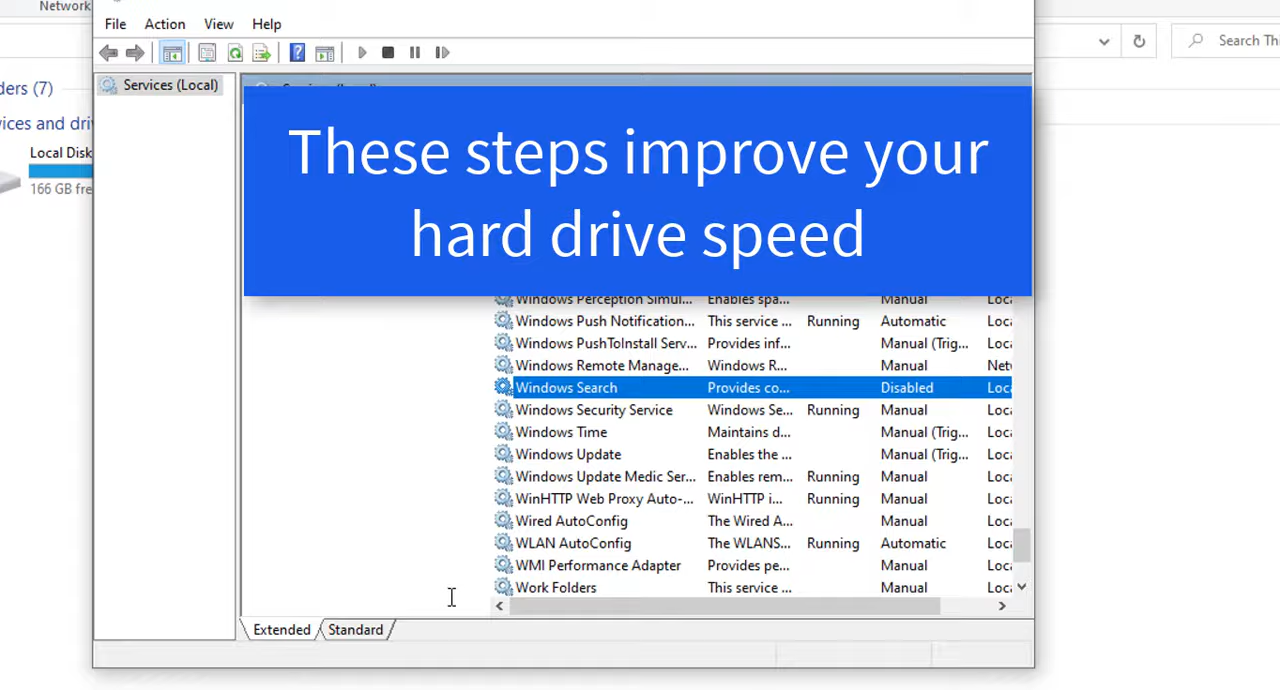 Network
File Action View Help
Search Thi
Services (Local)
ders (7)
These steps improve your
hard drive speed
vices and driv
Local Disk
166 GB fre
Windows Perception Simul... Enables spa... Manual Loca
Windows Push Notification... This service ... Running Automatic Loca
Windows PushToInstall Serv... Provides inf... Manual (Trig... Loca
Windows Remote Manage... Windows R... Manual Netw
Windows Search Provides co... Disabled Loca
Windows Security Service Windows Se... Running Manual Loca
Windows Time Maintains d... Manual (Trig... Loca
Windows Update Enables the ... Manual (Trig... Loca
Windows Update Medic Ser... Enables rem... Running Manual Loca
WinHTTP Web Proxy Auto-... WinHTTP i... Running Manual Loca
Wired AutoConfig The Wired A... Manual Loca
WLAN AutoConfig The WLANS... Running Automatic Loca
WMI Performance Adapter Provides pe... Manual Loca
Work Folders This service ... Manual Loca
Extended Standard